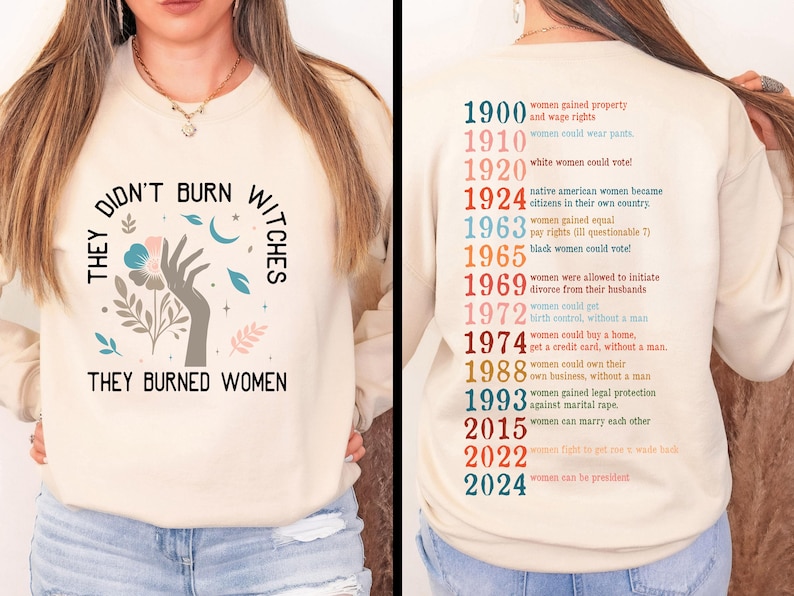 THEY DIDN'T BURN WITCHES
THEY BURNED WOMEN
1900 women gained property
and wage rights
1910 women could wear pants.
1920 white women could vote!
1924 native american women became
citizens in their own country.
1963 women gained equal
pay rights (ill questionable 7)
1965 black women could vote!
1969 women were allowed to initiate
divorce from their husbands
1972 women could get
birth control, without a man
1974 women could buy a home,
get a credit card, without a man.
1988 women could own their
own business, without a man
1993 women gained legal protection
against marital rape.
2015 women can marry each other
2022 women fight to get roe v. wade back
2024 women can be president